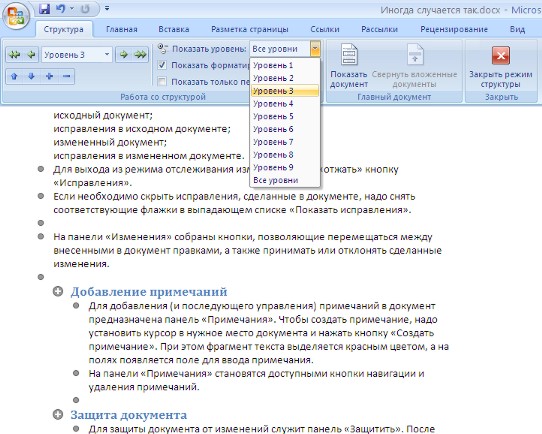 Иногда случается так.docx - Micros
Структура Главная Вставка Разметка страницы Ссылки Рассылки Рецензирование Вид
Уровень 3 Показать уровень: Все уровни
Показать форматир
Показать только пе
Показать документ
Свернуть вложенные документы
Закрыть режим структуры
Работа со структурой Главный документ Закрыть
Уровень 1
Уровень 2
Уровень 3
Уровень 4
Уровень 5
Уровень 6
Уровень 7
Уровень 8
Уровень 9
Все уровни
исходный документ;
исправления в исходном документе;
измененный документ;
исправления в измененном документе.
Для выхода из режима отслеживания изм «отжать» кнопку
«Исправления».
Если необходимо скрыть исправления, сделанные в документе, надо снять
соответствующие флажки в выпадающем списке «Показать исправления».
На панели «Изменения» собраны кнопки, позволяющие перемещаться между
внесенными в документ правками, а также принимать или отклонять сделанные
изменения.
Добавление примечаний
Для добавления (и последующего управления) примечаний в документ
предназначена панель «Примечания». Чтобы создать примечание, надо
установить курсор в нужное место документа и нажать кнопку «Создать
примечание». При этом фрагмент текста выделяется красным цветом, а на
полях появляется поле для ввода примечания.
На панели «Примечания» становятся доступными кнопки навигации и
удаления примечаний.
Защита документа
Для защиты документа от изменений служит панель «Защитить». После